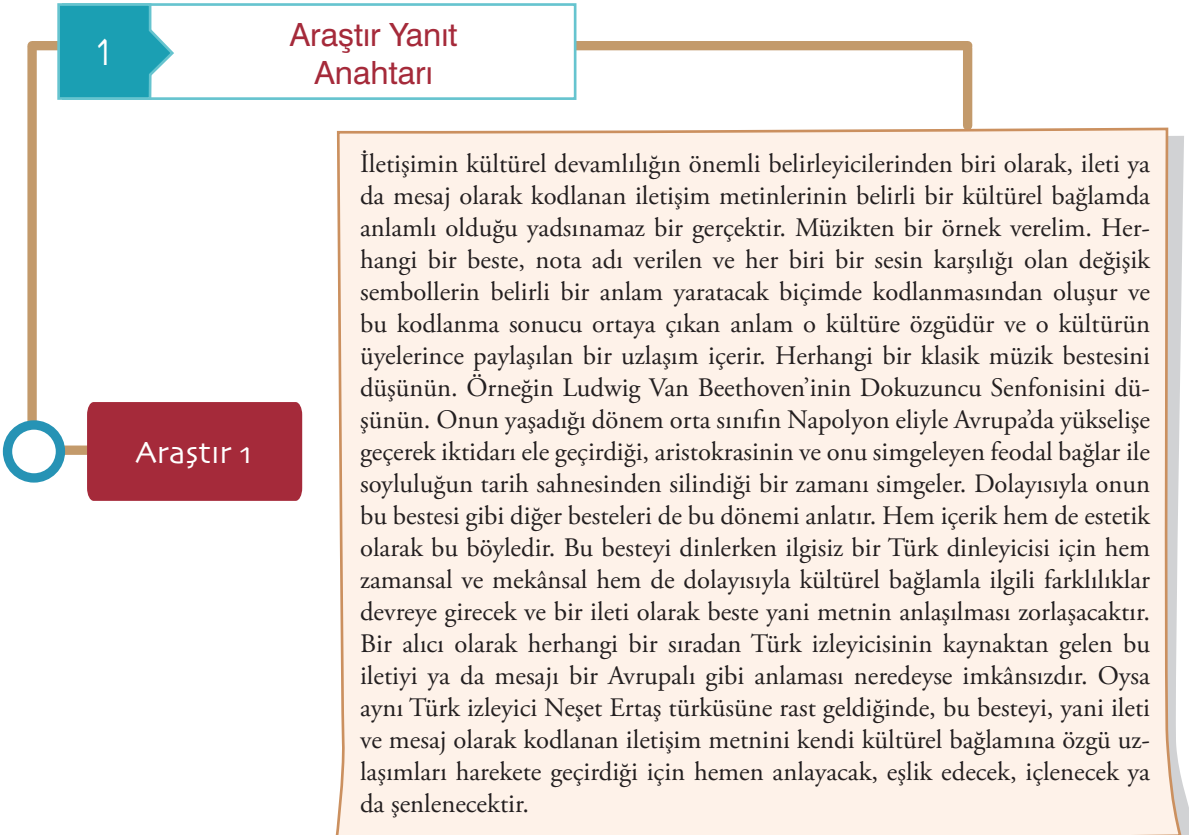 1
Araştır Yanıt
Anahtarı
Araştır 1
İletişimin kültürel devamlılığın önemli belirleyicilerinden biri olarak, ileti ya
da mesaj olarak kodlanan iletişim metinlerinin belirli bir kültürel bağlamda
anlamlı olduğu yadsınamaz bir gerçektir. Müzikten bir örnek verelim. Her-
hangi bir beste, nota adı verilen ve her biri bir sesin karşılığı olan değişik
sembollerin belirli bir anlam yaratacak biçimde kodlanmasından oluşur ve
bu kodlanma sonucu ortaya çıkan anlam o kültüre özgüdür ve o kültürün
üyelerince paylaşılan bir uzlaşım içerir. Herhangi bir klasik müzik bestesini
düşünün. Örneğin Ludwig Van Beethoven’inin Dokuzuncu Senfonisini dü-
şünün. Onun yaşadığı dönem orta sınıfın Napolyon eliyle Avrupa’da yükselişe
geçerek iktidarı ele geçirdiği, aristokrasinin ve onu simgeleyen feodal bağlar ile
soyluluğun tarih sahnesinden silindiği bir zamanı simgeler. Dolayısıyla onun
bu bestesi gibi diğer besteleri de bu dönemi anlatır. Hem içerik hem de estetik
olarak bu böyledir. Bu besteyi dinlerken ilgisiz bir Türk dinleyicisi için hem
zamansal ve mekânsal hem de dolayısıyla kültürel bağlamla ilgili farklılıklar
devreye girecek ve bir ileti olarak beste yani metnin anlaşılması zorlaşacaktır.
Bir alıcı olarak herhangi bir sıradan Türk izleyicisinin kaynaktan gelen bu
iletiyi ya da mesajı bir Avrupalı gibi anlaması neredeyse imkânsızdır. Oysa
aynı Türk izleyici Neşet Ertaş türküsüne rast geldiğinde, bu besteyi, yani ileti
ve mesaj olarak kodlanan iletişim metnini kendi kültürel bağlamına özgü uz-
laşımları harekete geçirdiği için hemen anlayacak, eşlik edecek, içlenecek ya
da şenlenecektir.